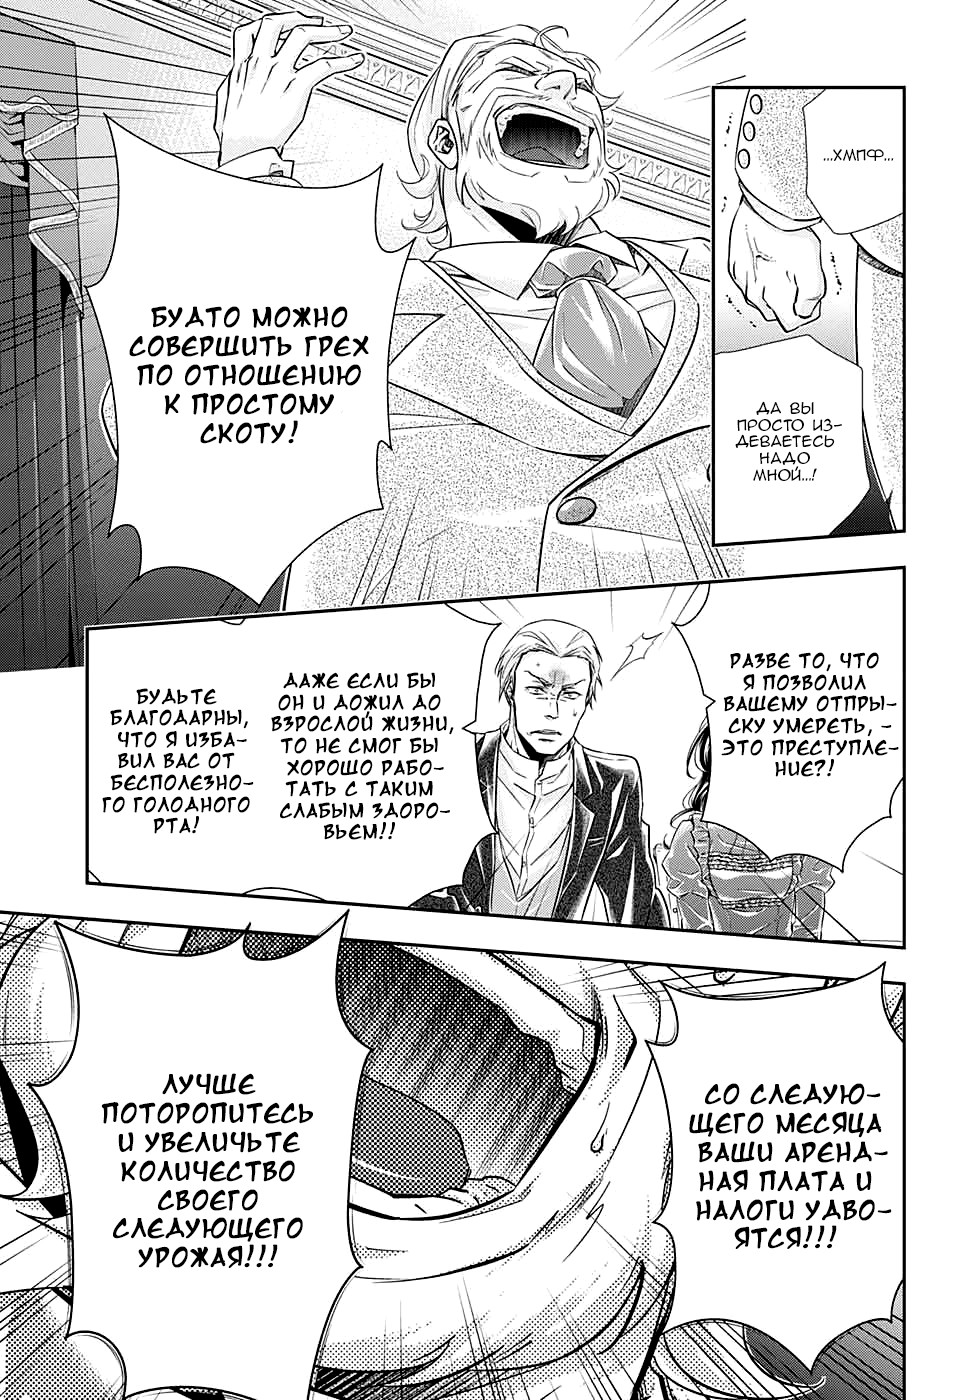 ...ХМПФ...
ДА ВЫ
ПРОСТО ИЗ-
ДЕВАЕТЕСЬ
НАДО
МНОЙ...!
БУДТО МОЖНО
СОВЕРШИТЬ ГРЕХ
ПО ОТНОШЕНИЮ
К ПРОСТОМУ
СКОТУ!
РАЗВЕ ТО, ЧТО
Я ПОЗВОЛИЛ
ВАШЕМУ ОТПРЫ-
СКУ УМЕРЕТЬ, -
ЭТО ПРЕСТУПЛЕ-
НИЕ?!
ДАЖЕ ЕСЛИ БЫ
ОН И ДОЖИЛ ДО
ВЗРОСЛОЙ ЖИЗНИ,
ТО НЕ СМОГ БЫ
ХОРОШО РАБО-
ТАТЬ С ТАКИМ
СЛАБЫМ ЗДОРО-
ВЬЕМ!!
БУДЬТЕ
БЛАГОДАРНЫ,
ЧТО Я ИЗБА-
ВИЛ ВАС ОТ
БЕСПОЛЕЗНО-
ГО ГОЛОДНОГО
РТА!
СО СЛЕДУЮ-
ЩЕГО МЕСЯЦА
ВАШИ АРЕНД-
НАЯ ПЛАТА И
НАЛОГИ УДВО-
ЯТСЯ!!!
ЛУЧШЕ
ПОТОРОПИТЕСЬ
И УВЕЛИЧЬТЕ
КОЛИЧЕСТВО
СВОЕГО
СЛЕДУЮЩЕГО
УРОЖАЯ!!!